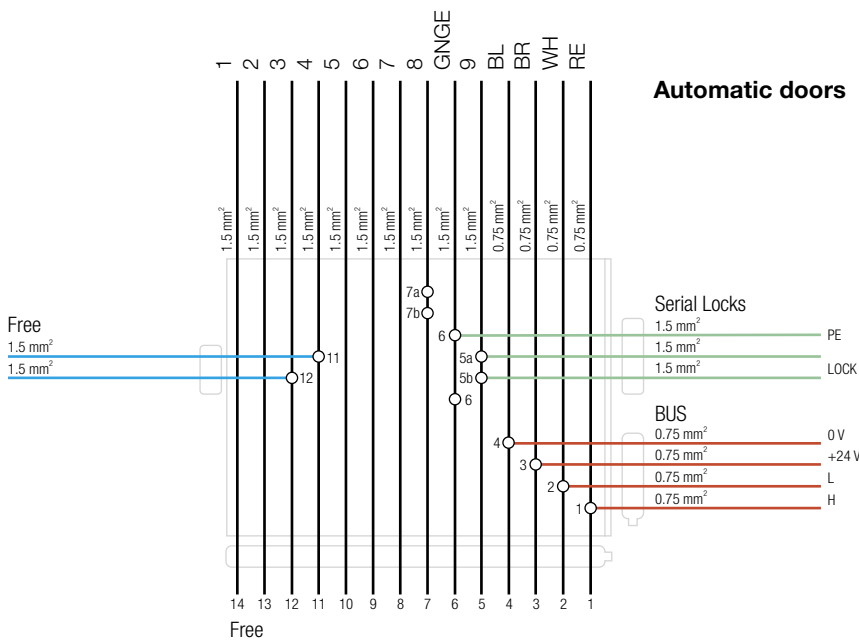 1 2 3 4 5 6 7 8 GNGE 9 BL BR WH RE
Automatic doors
1.5 mm² 1.5 mm² 1.5 mm² 1.5 mm² 1.5 mm² 1.5 mm² 1.5 mm² 1.5 mm² 1.5 mm² 1.5 mm² 0.75 mm² 0.75 mm² 0.75 mm² 0.75 mm²
7a
7b
Serial Locks
Free
1.5 mm²
6
PE
1.5 mm²
11
5a
1.5 mm²
1.5 mm²
12
5b
1.5 mm²
LOCK
6
BUS
4
0.75 mm²
0 V
3
0.75 mm²
+24 V
2
0.75 mm²
L
1
0.75 mm²
H
14 13 12 11 10 9 8 7 6 5 4 3 2 1
Free